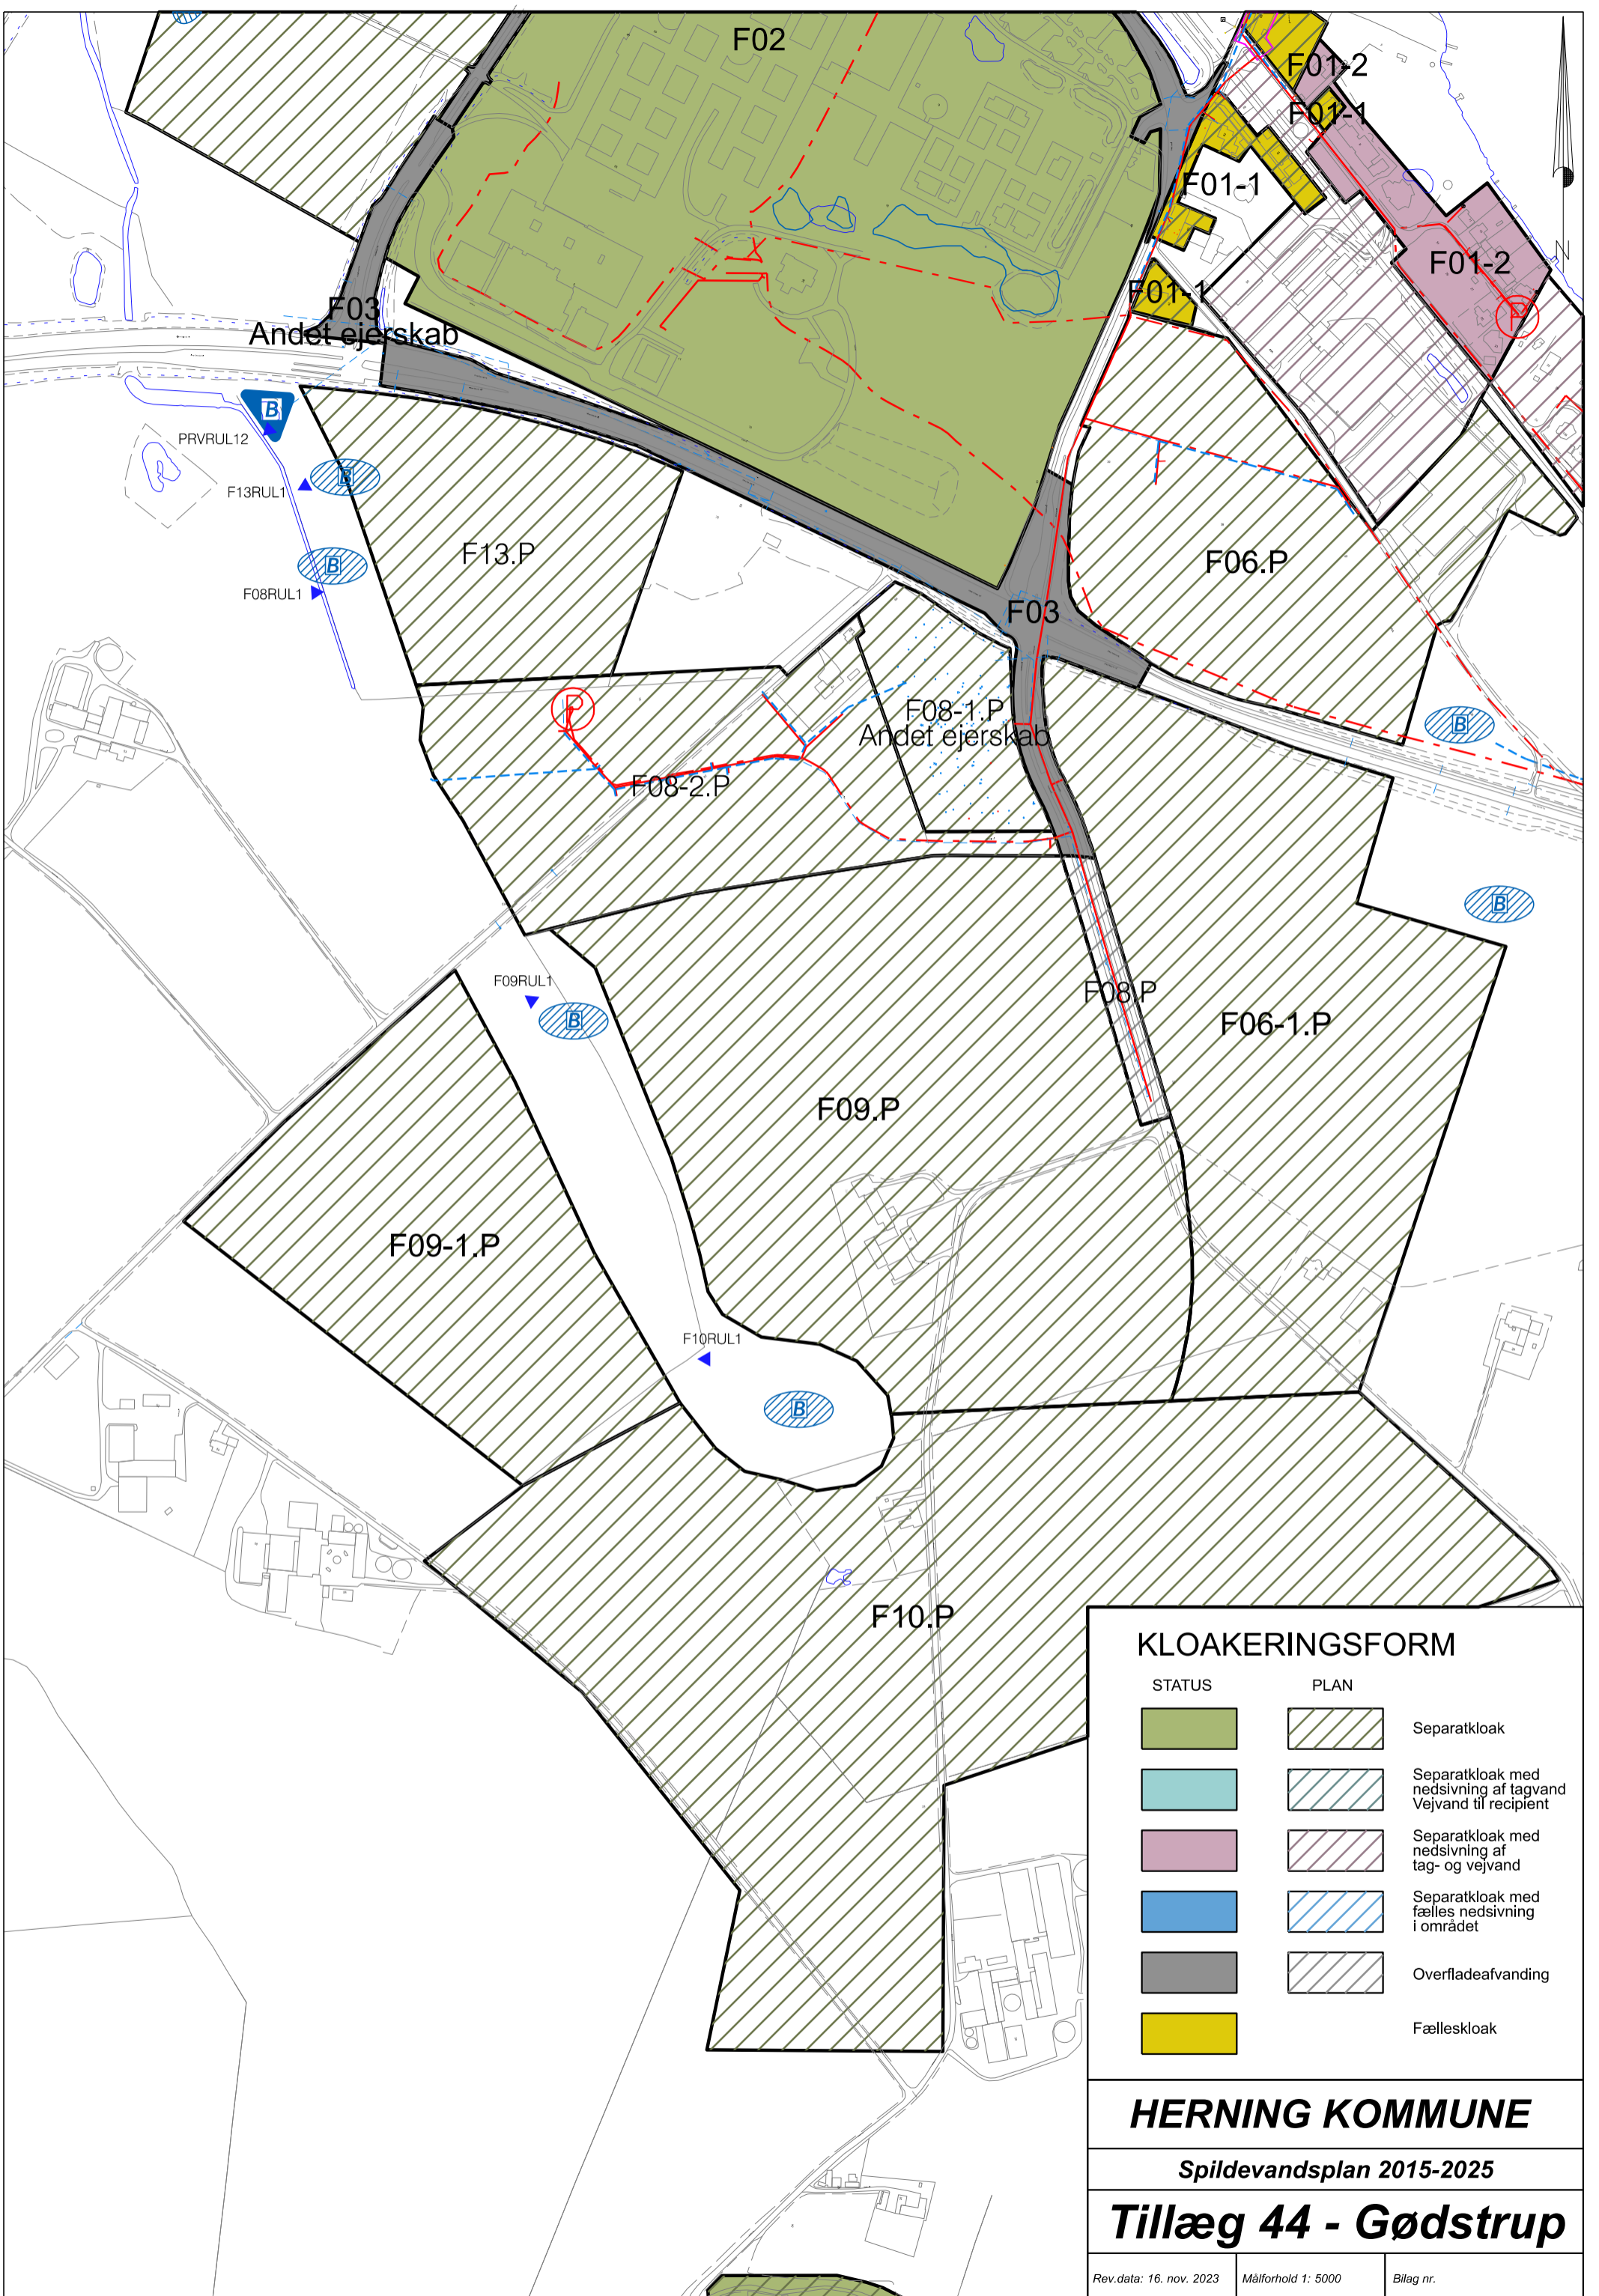 F02
F01-2
F01-1
F01-1
F01-2
F01-1
N
P
F03
Andet ejerskab
B
PRVRUL12
F13RUL1
B
B
F08RUL1
F13.P
F06.P
F03
P
F08-1.P
Andet ejerskab
B
F08-2.P
B
F09RUL1
B
F08.P
F06-1.P
F09.P
F09-1.P
F10RUL1
B
F10.P
KLOAKERINGSFORM
STATUS
PLAN
Separatkloak
Separatkloak med
nedsivning af tagvand
Vejvand til recipient
Separatkloak med
nedsivning af
tag- og vejvand
Separatkloak med
fælles nedsivning
i området
Overfladeafvanding
Fælleskloak
HERNING KOMMUNE
Spildevandsplan 2015-2025
Tillæg 44 - Gødstrup
Rev.data: 16. nov. 2023
Målforhold 1: 5000
Bilag nr.